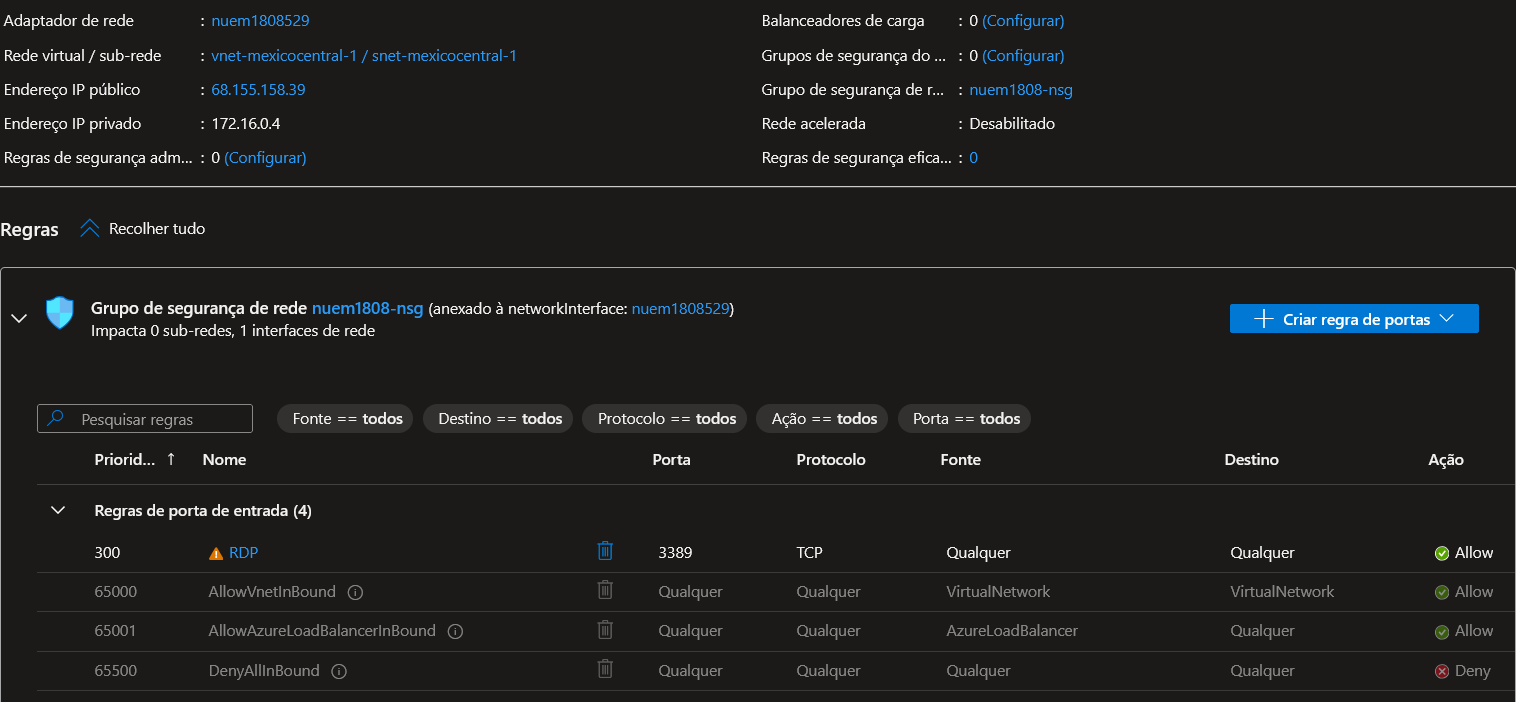 Adaptador de rede : nuem1808529
Balanceadores de carga : 0 (Configurar)
Rede virtual / sub-rede : vnet-mexicocentral-1 / snet-mexicocentral-1
Grupos de segurança do ... : 0 (Configurar)
Endereço IP público : 68.155.158.39
Grupo de segurança de r... : nuem1808-nsg
Endereço IP privado : 172.16.0.4
Rede acelerada : Desabilitado
Regras de segurança adm... : 0 (Configurar)
Regras de segurança efica... : 0
Regras Recolher tudo
Grupo de segurança de rede nuem1808-nsg (anexado à networkInterface: nuem1808529)
Impacta 0 sub-redes, 1 interfaces de rede
Criar regra de portas
Pesquisar regras Fonte == todos Destino == todos Protocolo == todos Ação == todos Porta == todos
Priorid... ↑ Nome Porta Protocolo Fonte Destino Ação
Regras de porta de entrada (4)
300 RDP 3389 TCP Qualquer Qualquer Allow
65000 AllowVnetInBound Qualquer Qualquer VirtualNetwork VirtualNetwork Allow
65001 AllowAzureLoadBalancerInBound Qualquer Qualquer AzureLoadBalancer Qualquer Allow
65500 DenyAllInBound Qualquer Qualquer Qualquer Qualquer Deny